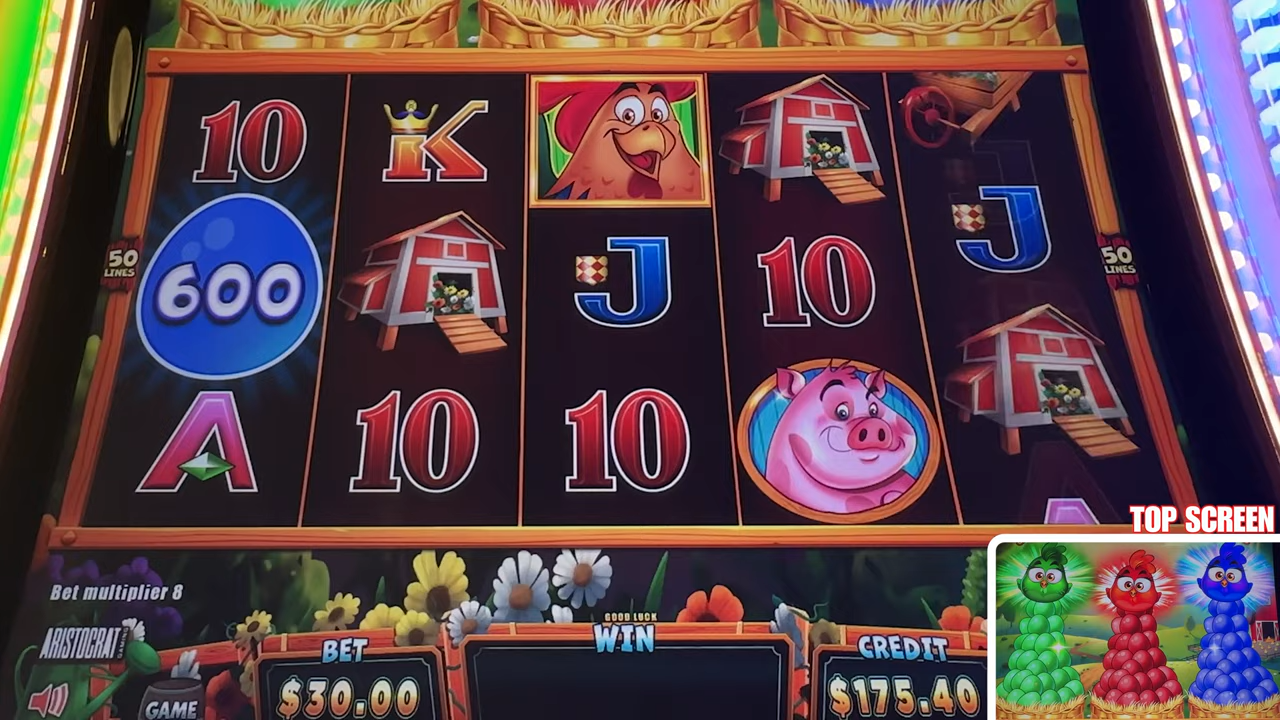 10 K
50 LINES
600
J 10 J
50 LINES
A 10 10
TOP SCREEN
Bet multiplier 8
ARISTOCRAT GAMING
GOOD LUCK
BET WIN CREDIT
$30.00 $175.40
GAME